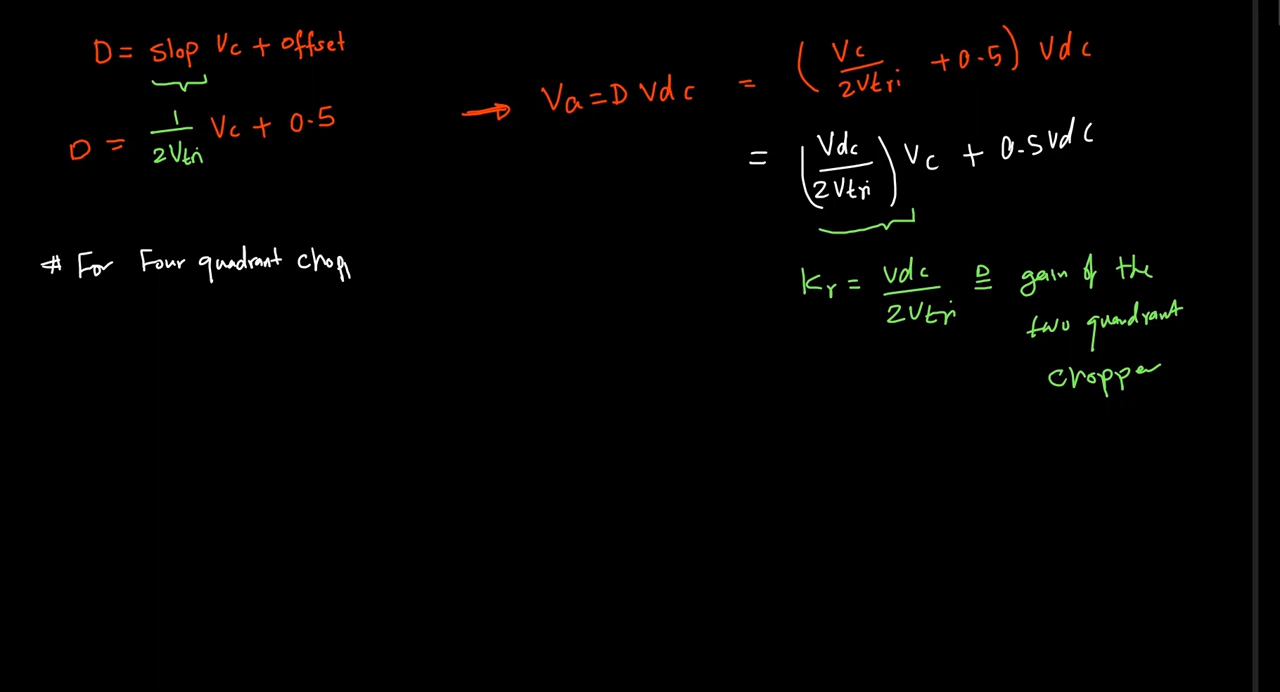 D = slop Vc + offset
D = 1/2Vtri Vc + 0.5
→ Va = D Vdc = (Vc/2Vtri + 0.5) Vdc
= (Vdc/2Vtri) Vc + 0.5Vdc
Kr = Vdc/2Vtri ≝ gain of the
two quadrant
chopper
# For Four quadrant chop